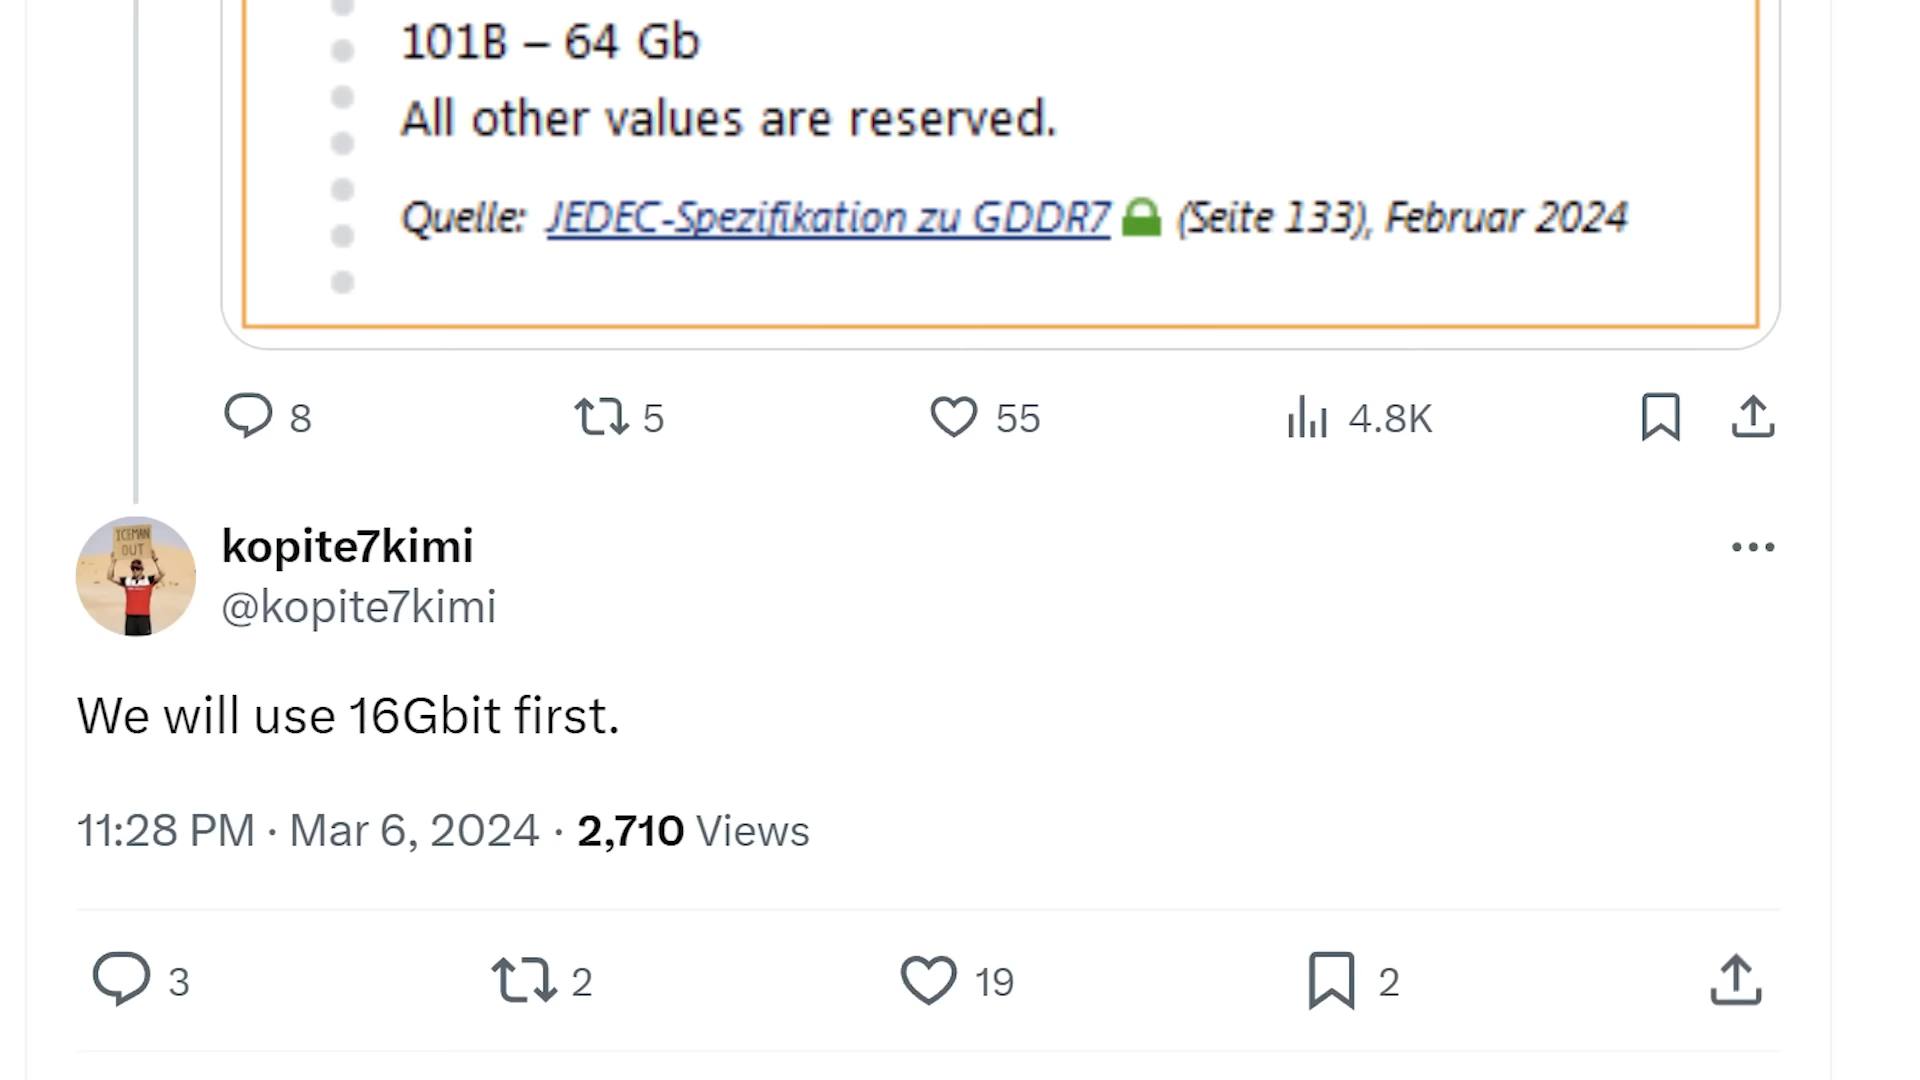 101B – 64 Gb
All other values are reserved.
Quelle: JEDEC-Spezifikation zu GDDR7 (Seite 133), Februar 2024
8 5 55 4.8K
ICEMAN
OUT
kopite7kimi
@kopite7kimi
We will use 16Gbit first.
11:28 PM · Mar 6, 2024 · 2,710 Views
3 2 19 2